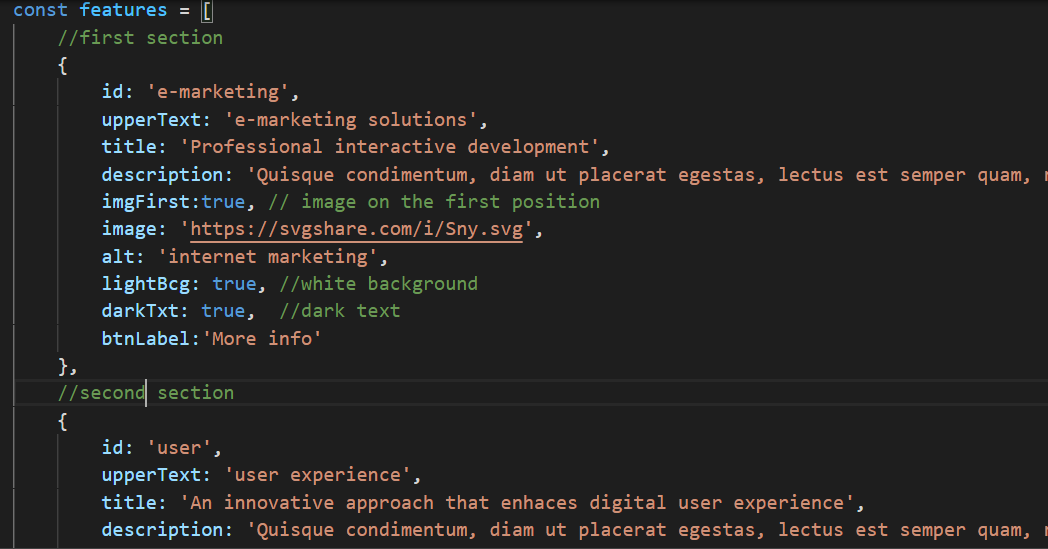 const features = [
//first section
{
id: 'e-marketing',
upperText: 'e-marketing solutions',
title: 'Professional interactive development',
description: 'Quisque condimentum, diam ut placerat egestas, lectus est semper quam,
imgFirst:true, // image on the first position
image: 'https://svgshare.com/i/Sny.svg',
alt: 'internet marketing',
lightBcg: true, //white background
darkTxt: true,  //dark text
btnLabel:'More info'
},
//second section
{
id: 'user',
upperText: 'user experience',
title: 'An innovative approach that enhaces digital user experience',
description: 'Quisque condimentum, diam ut placerat egestas, lectus est semper quam,